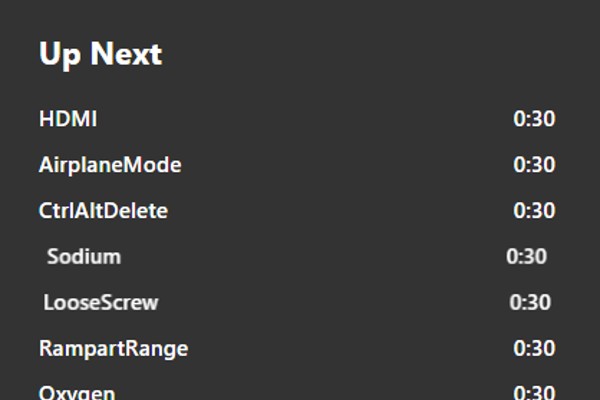 Up Next
HDMI 0:30
AirplaneMode 0:30
CtrlAltDelete 0:30
Sodium 0:30
LooseScrew 0:30
RampartRange 0:30
Oxygen 0:30